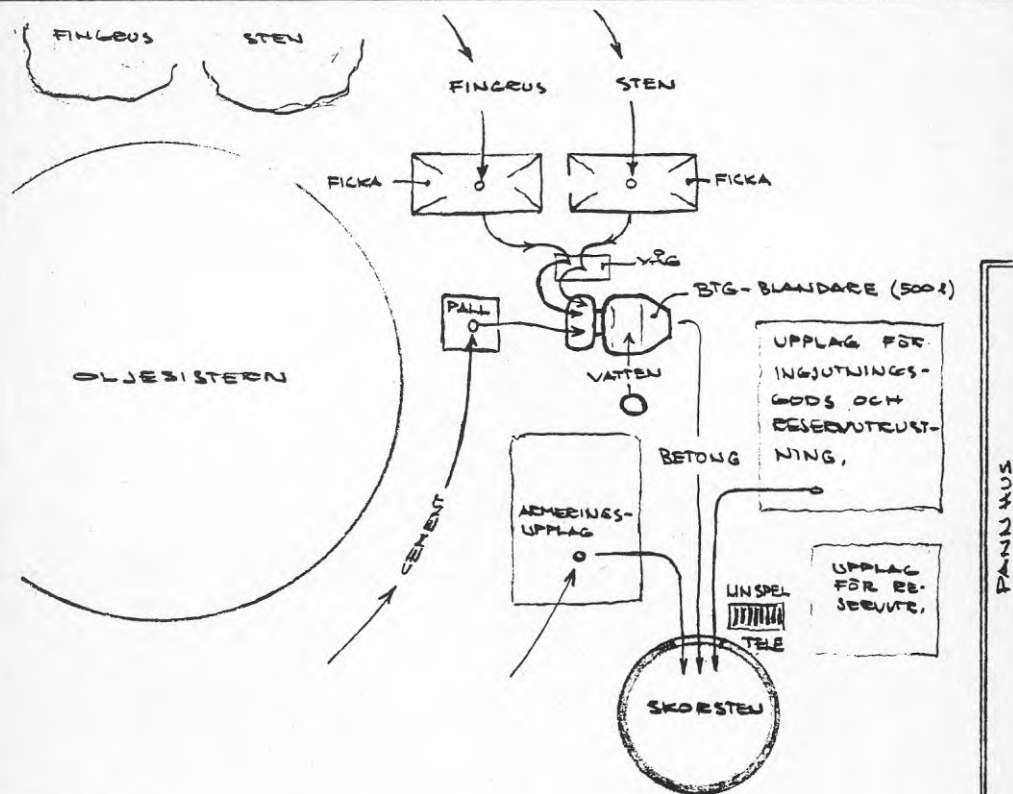 FINGRUS
STEN
FINGRUS
STEN
FICKA
FICKA
VÅG
BTG-BLANDARE (500 l)
PALL
VATTEN
OLJESISTERN
CEMENT
BETONG
UPPLAG FÖR
INGJUTNINGS-
GODS OCH
RESERVUTRUST-
NING.
ARMERINGS-
UPPLAG
UPPLAG
FÖR RE-
SERVUTR.
LINSPEL
TELE
SKORSTEN
PANNHUS